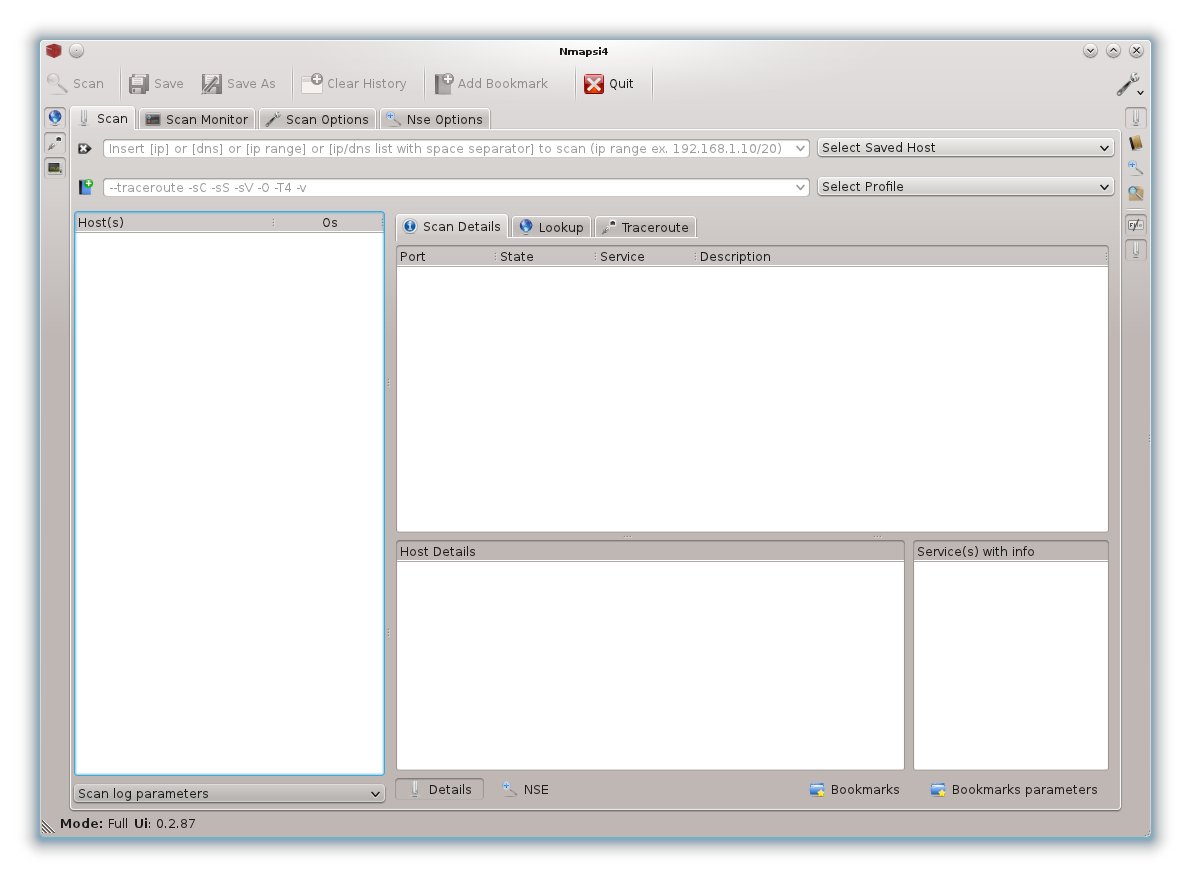 Nmapsi4
Scan Save Save As Clear History Add Bookmark Quit
Scan Scan Monitor Scan Options Nse Options
Insert [ip] or [dns] or [ip range] or [ip/dns list with space separator] to scan (ip range ex. 192.168.1.10/20) Select Saved Host
--traceroute -sC -sS -sV -O -T4 -v Select Profile
Host(s) Os
Scan Details Lookup Traceroute
Port State Service Description
Host Details Service(s) with info
Details NSE Bookmarks Bookmarks parameters
Scan log parameters
Mode: Full Ui: 0.2.87